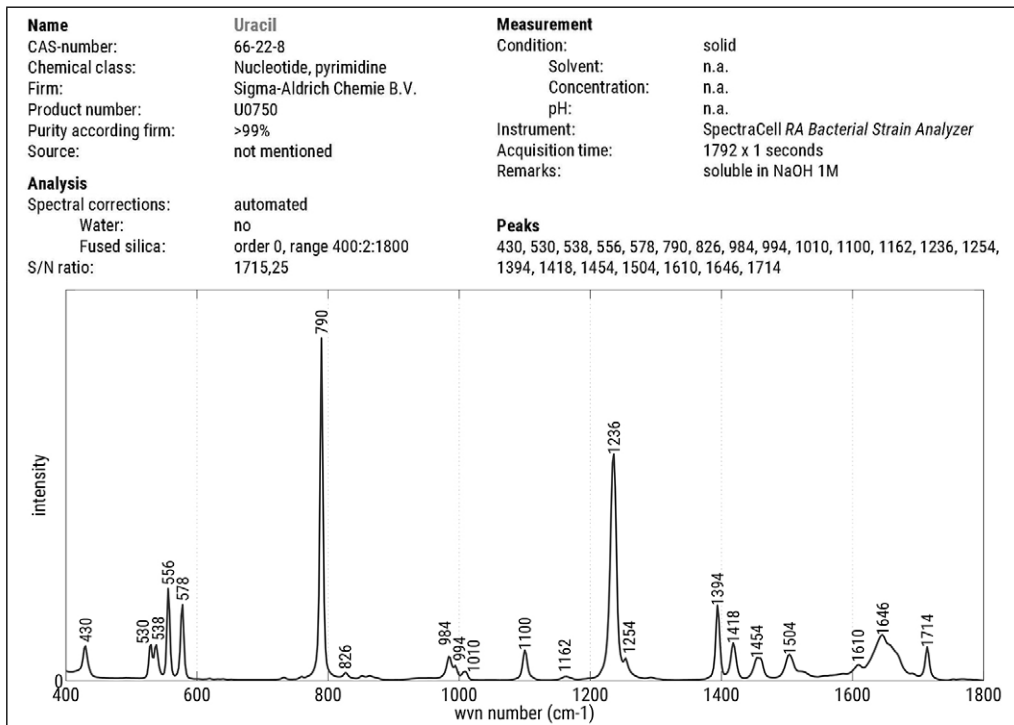 Name Uracil
CAS-number: 66-22-8
Chemical class: Nucleotide, pyrimidine
Firm: Sigma-Aldrich Chemie B.V.
Product number: U0750
Purity according firm: >99%
Source: not mentioned
Analysis
Spectral corrections: automated
Water: no
Fused silica: order 0, range 400:2:1800
S/N ratio: 1715,25
Measurement
Condition: solid
Solvent: n.a.
Concentration: n.a.
pH: n.a.
Instrument: SpectraCell RA Bacterial Strain Analyzer
Acquisition time: 1792 x 1 seconds
Remarks: soluble in NaOH 1M
Peaks
430, 530, 538, 556, 578, 790, 826, 984, 994, 1010, 1100, 1162, 1236, 1254,
1394, 1418, 1454, 1504, 1610, 1646, 1714
intensity
0
430
530
538
556
578
790
826
984
994
1010
1100
1162
1236
1254
1394
1418
1454
1504
1610
1646
1714
400 600 800 1000 1200 1400 1600 1800
wvn number (cm-1)